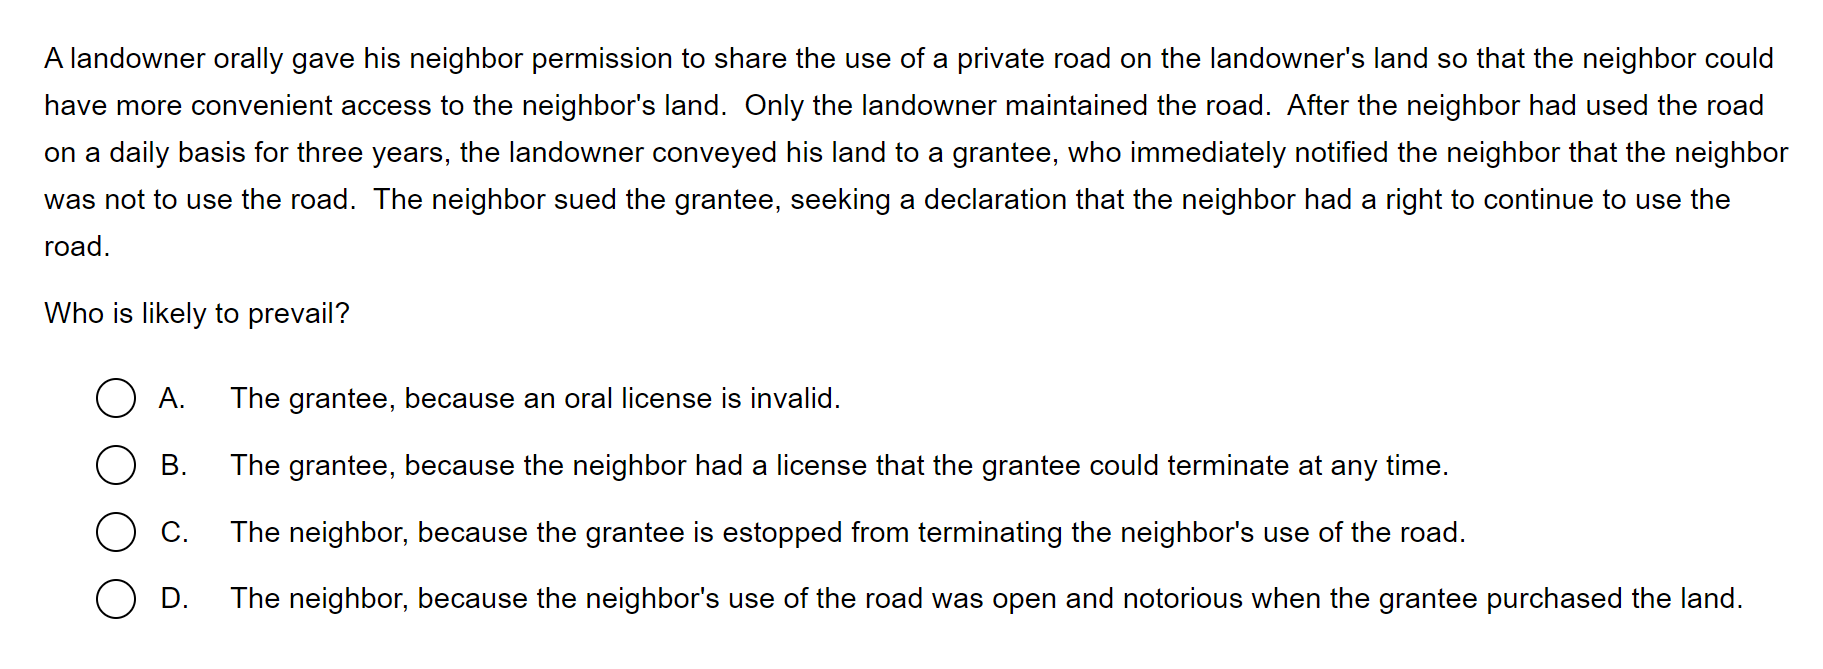 A landowner orally gave his neighbor permission to share the use of a private road on the landowner's land so that the neighbor could
have more convenient access to the neighbor's land.  Only the landowner maintained the road.  After the neighbor had used the road
on a daily basis for three years, the landowner conveyed his land to a grantee, who immediately notified the neighbor that the neighbor
was not to use the road.  The neighbor sued the grantee, seeking a declaration that the neighbor had a right to continue to use the
road.
Who is likely to prevail?
A. The grantee, because an oral license is invalid.
B. The grantee, because the neighbor had a license that the grantee could terminate at any time.
C. The neighbor, because the grantee is estopped from terminating the neighbor's use of the road.
D. The neighbor, because the neighbor's use of the road was open and notorious when the grantee purchased the land.